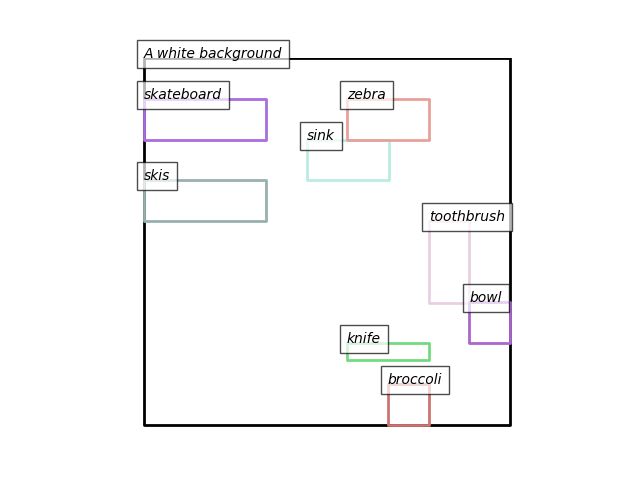 A white background
skateboard
zebra
sink
skis
toothbrush
bowl
knife
broccoli